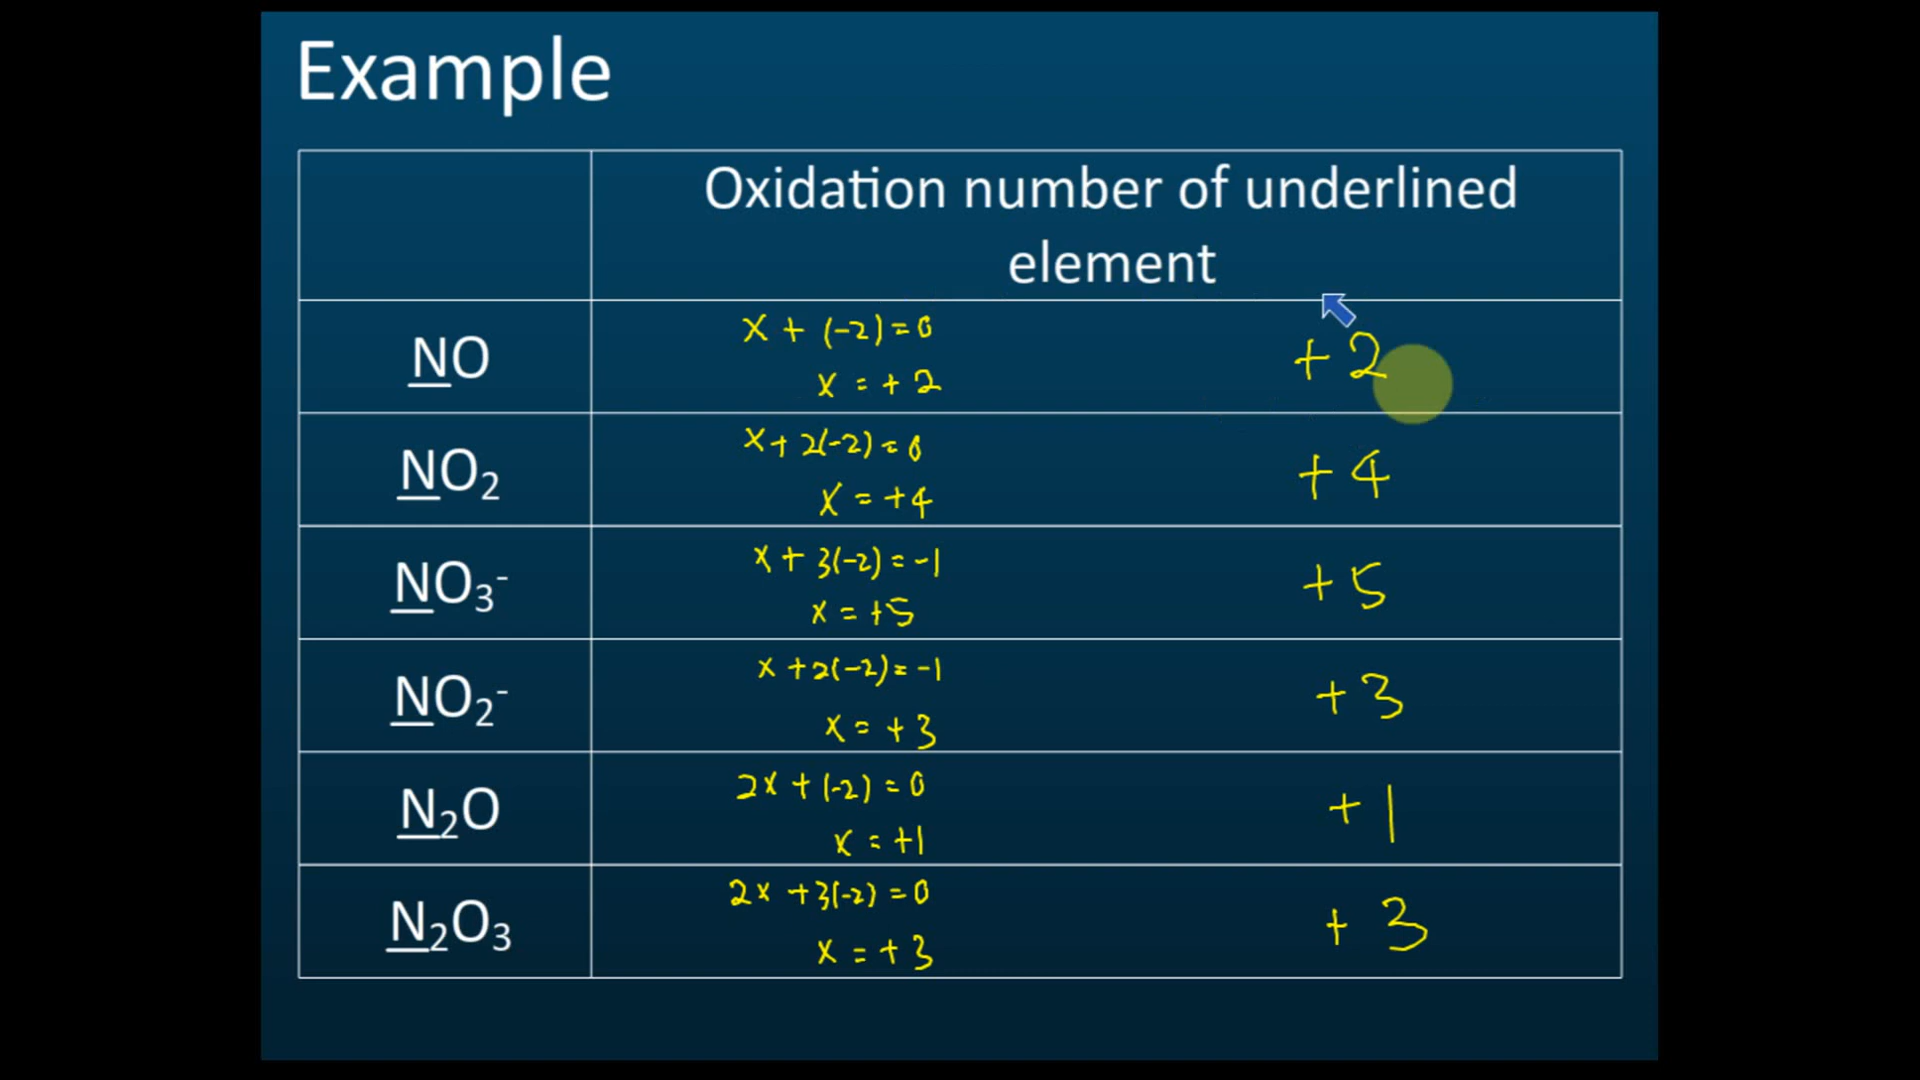 Example
Oxidation number of underlined
element
NO
x + (-2) = 0
x = +2
+2
NO₂
x + 2(-2) = 0
x = +4
+4
NO₃⁻
x + 3(-2) = -1
x = +5
+5
NO₂⁻
x + 2(-2) = -1
x = +3
+3
N₂O
2x + (-2) = 0
x = +1
+1
N₂O₃
2x + 3(-2) = 0
x = +3
+3